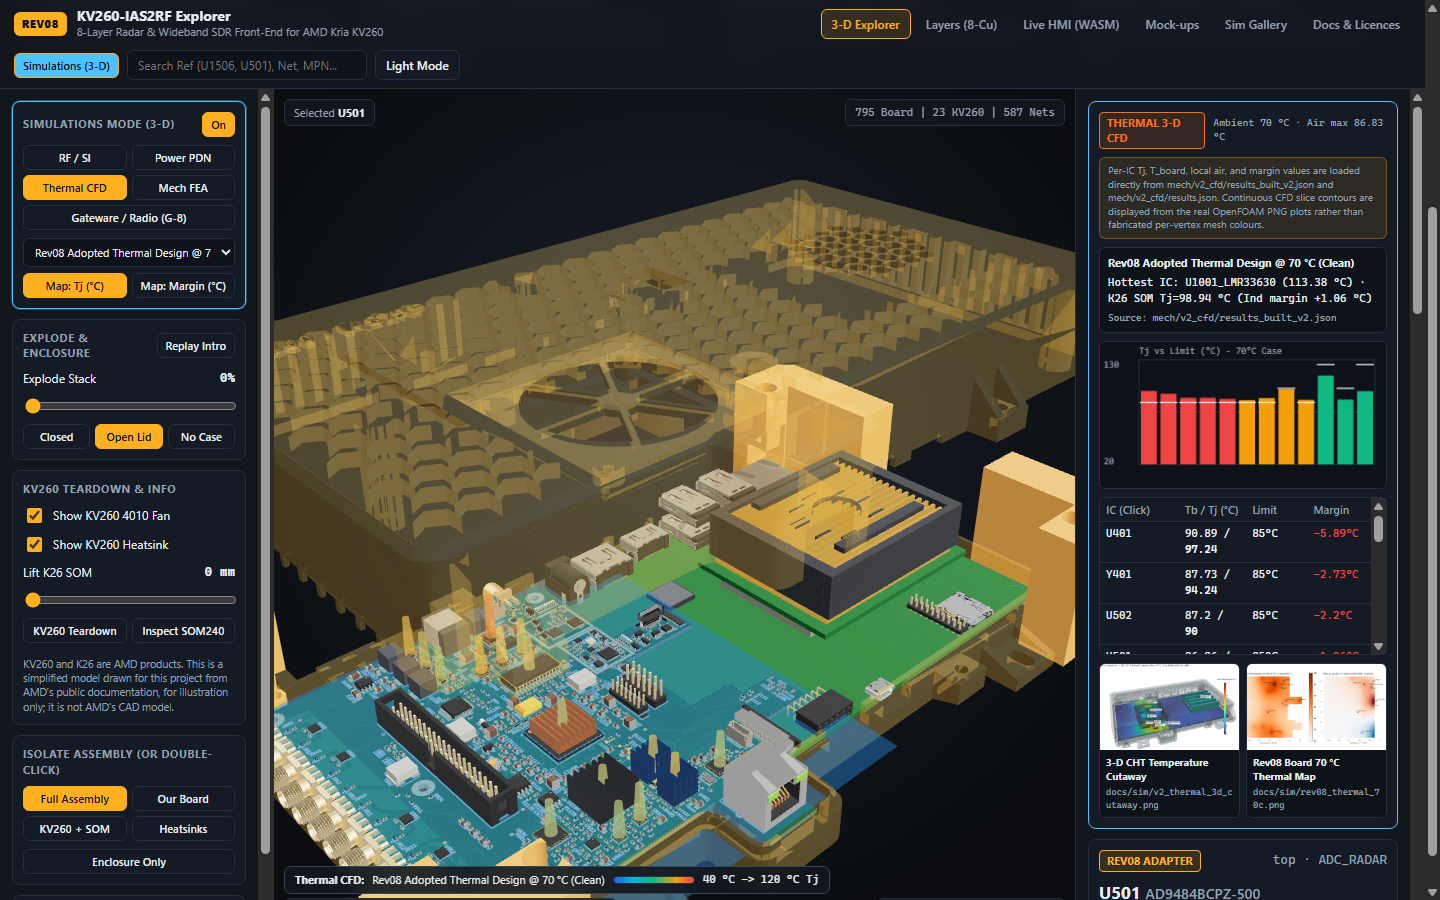 REV08
KV260-IAS2RF Explorer
8-Layer Radar & Wideband SDR Front-End for AMD Kria KV260
3-D Explorer
Layers (8-Cu)
Live HMI (WASM)
Mock-ups
Sim Gallery
Docs & Licences
Simulations (3-D)
Search Ref (U1506, U501), Net, MPN...
Light Mode
SIMULATIONS MODE (3-D)
On
RF / SI
Power PDN
Thermal CFD
Mech FEA
Gateware / Radio (G-8)
Rev08 Adopted Thermal Design @ 7
Map: Tj (°C)
Map: Margin (°C)
EXPLODE &
ENCLOSURE
Replay Intro
Explode Stack
0%
Closed
Open Lid
No Case
KV260 TEARDOWN & INFO
Show KV260 4010 Fan
Show KV260 Heatsink
Lift K26 SOM
0 mm
KV260 Teardown
Inspect SOM240
KV260 and K26 are AMD products. This is a
simplified model drawn for this project from
AMD's public documentation, for illustration
only; it is not AMD's CAD model.
ISOLATE ASSEMBLY (OR DOUBLE-
CLICK)
Full Assembly
Our Board
KV260 + SOM
Heatsinks
Enclosure Only
Selected U501
795 Board | 23 KV260 | 587 Nets
Thermal CFD: Rev08 Adopted Thermal Design @ 70 °C (Clean)
40 °C -> 120 °C Tj
THERMAL 3-D
CFD
Ambient 70 °C · Air max 86.83
°C
Per-IC Tj, T_board, local air, and margin values are loaded
directly from mech/v2_cfd/results_built_v2.json and
mech/v2_cfd/results.json. Continuous CFD slice contours are
displayed from the real OpenFOAM PNG plots rather than
fabricated per-vertex mesh colours.
Rev08 Adopted Thermal Design @ 70 °C (Clean)
Hottest IC: U1001_LMR33630 (113.38 °C) ·
K26 SOM Tj=98.94 °C (Ind margin +1.06 °C)
Source: mech/v2_cfd/results_built_v2.json
Tj vs Limit (°C) - 70°C Case
130
20
IC (Click)
Tb / Tj (°C)
Limit
Margin
U401
90.89 /
97.24
85°C
-5.89°C
Y401
87.73 /
94.24
85°C
-2.73°C
U502
87.2 /
90
85°C
-2.2°C
3-D CHT Temperature
Cutaway
docs/sim/v2_thermal_3d_c
utaway.png
Rev08 Board 70 °C
Thermal Map
docs/sim/rev08_thermal_7
0c.png
REV08 ADAPTER
top · ADC_RADAR
U501 AD9484BCPZ-500